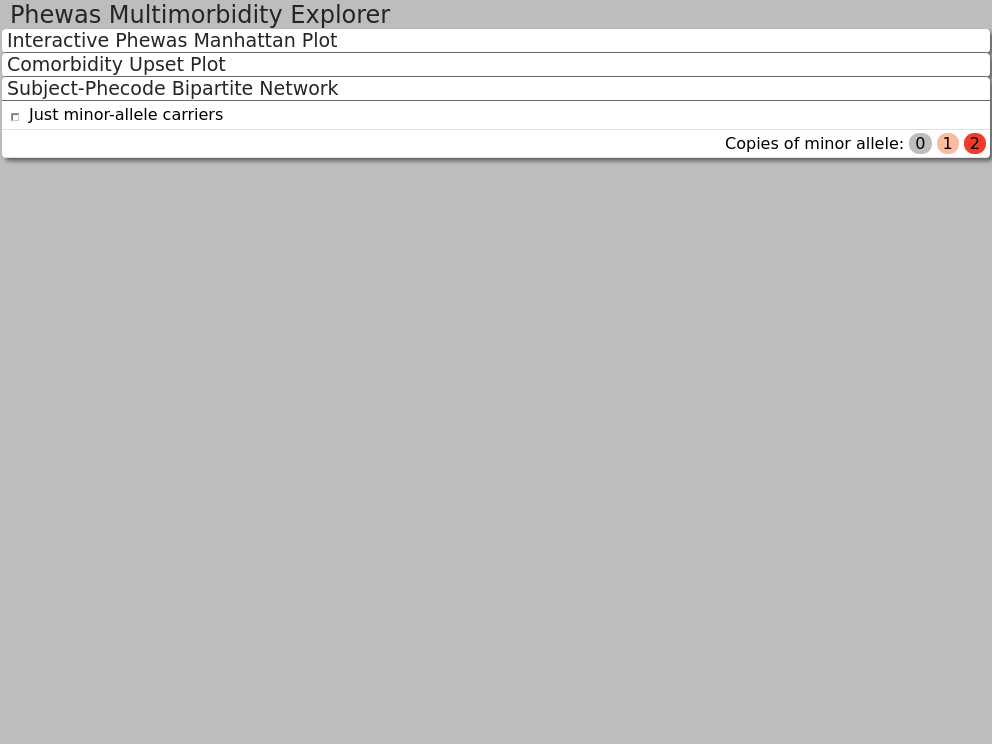 Phewas Multimorbidity Explorer
Interactive Phewas Manhattan Plot
Comorbidity Upset Plot
Subject-Phecode Bipartite Network
Just minor-allele carriers
Copies of minor allele: 0 1 2